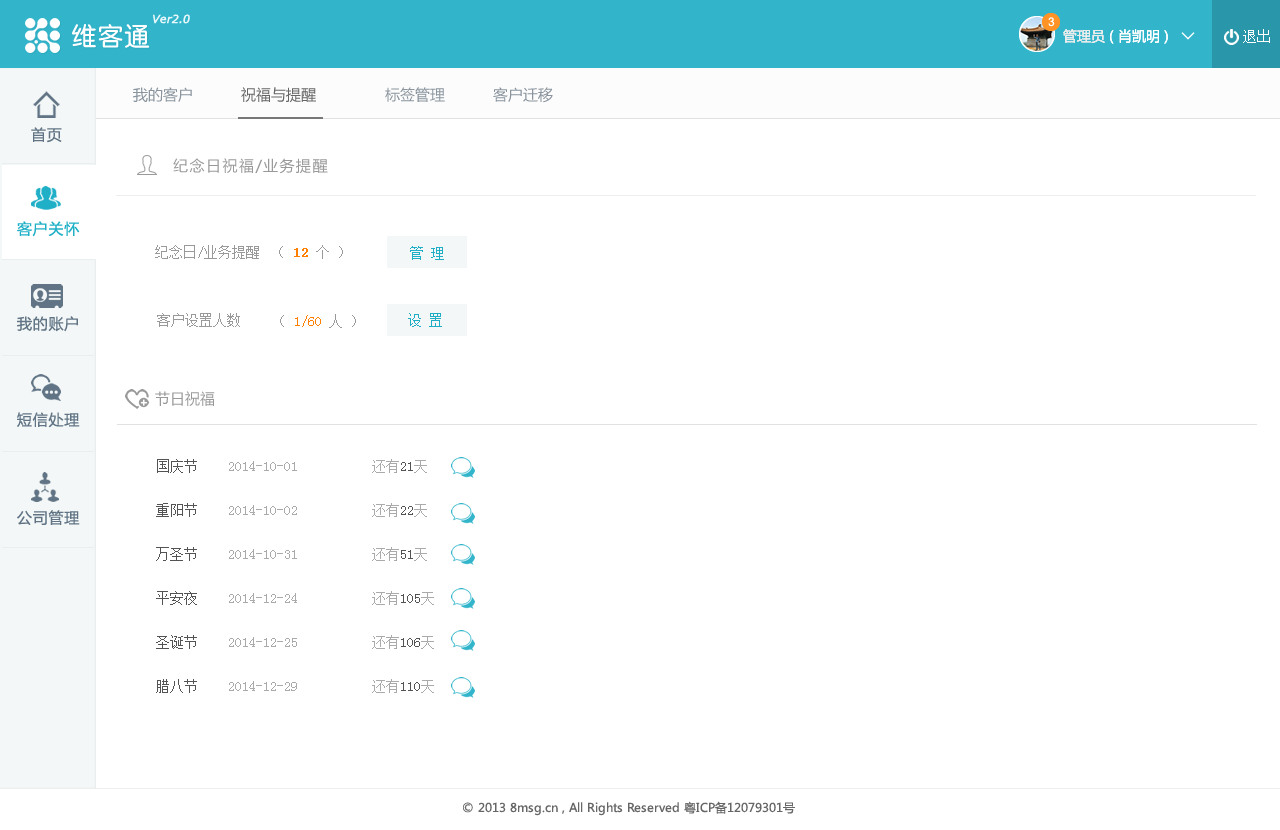 维客通 Ver2.0
3
管理员 ( 肖凯明 )
退出
首页
客户关怀
我的账户
短信处理
公司管理
我的客户 祝福与提醒 标签管理 客户迁移
纪念日祝福/业务提醒
纪念日/业务提醒 （ 12 个 ） 管 理
客户设置人数 （ 1/60 人 ） 设 置
节日祝福
国庆节 2014-10-01 还有21天
重阳节 2014-10-02 还有22天
万圣节 2014-10-31 还有51天
平安夜 2014-12-24 还有105天
圣诞节 2014-12-25 还有106天
腊八节 2014-12-29 还有110天
© 2013 8msg.cn , All Rights Reserved 粤ICP备12079301号